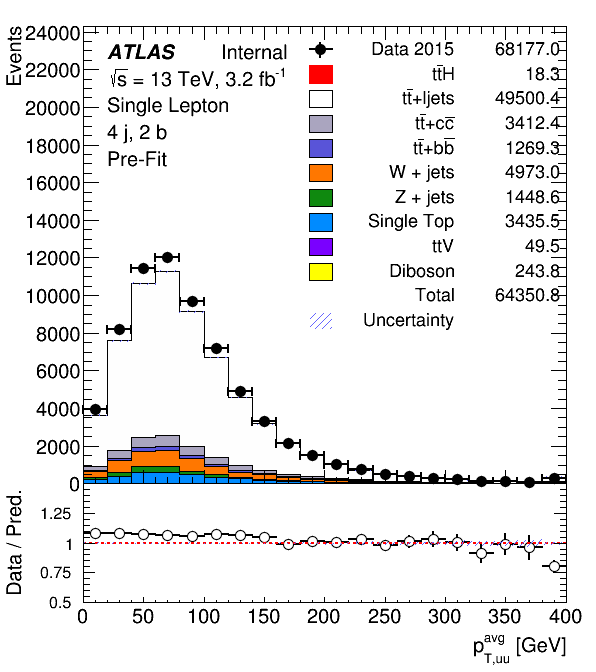 Events
24000
22000
20000
18000
16000
14000
12000
10000
8000
6000
4000
2000
0
ATLAS Internal
√s = 13 TeV, 3.2 fb⁻¹
Single Lepton
4 j, 2 b
Pre-Fit
Data 2015 68177.0
tt̄H 18.3
tt̄+ljets 49500.4
tt̄+cc̄ 3412.4
tt̄+bb̄ 1269.3
W + jets 4973.0
Z + jets 1448.6
Single Top 3435.5
ttV 49.5
Diboson 243.8
Total 64350.8
Uncertainty
Data / Pred.
1.25
1
0.75
0.5
0 50 100 150 200 250 300 350 400
p_{T,uu}^{avg} [GeV]